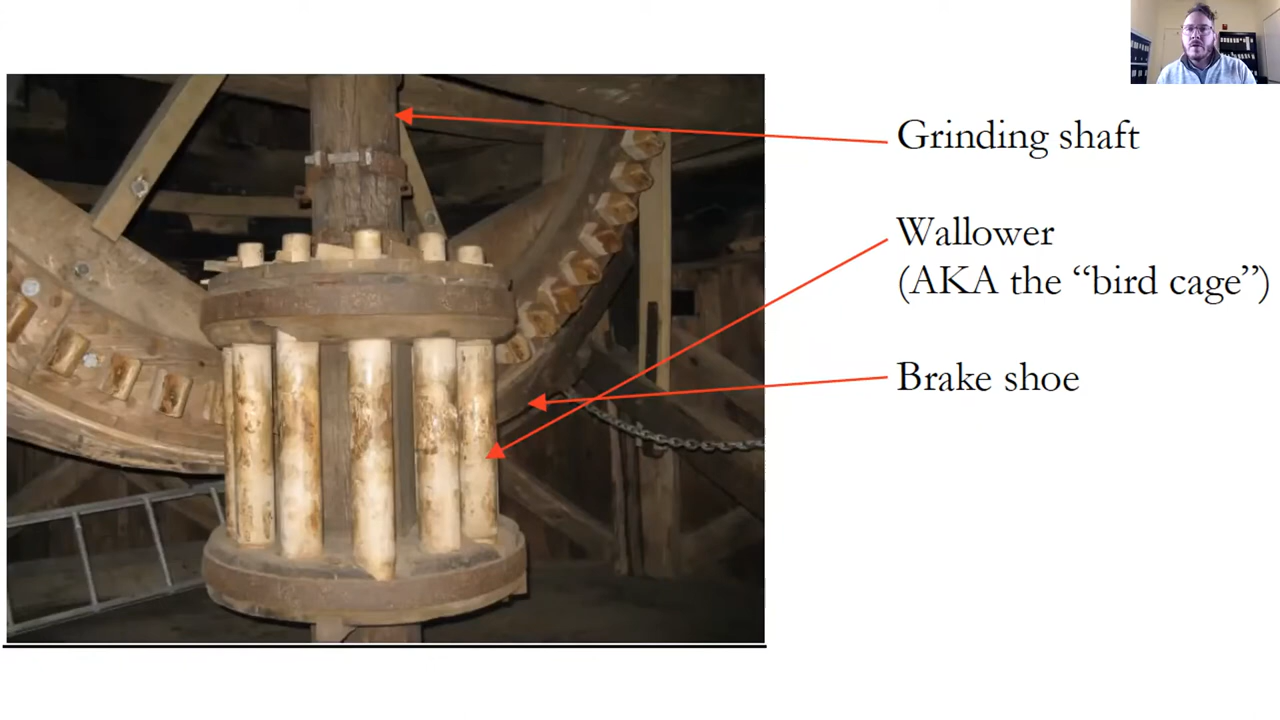 Grinding shaft
Wallower
(AKA the “bird cage”)
Brake shoe